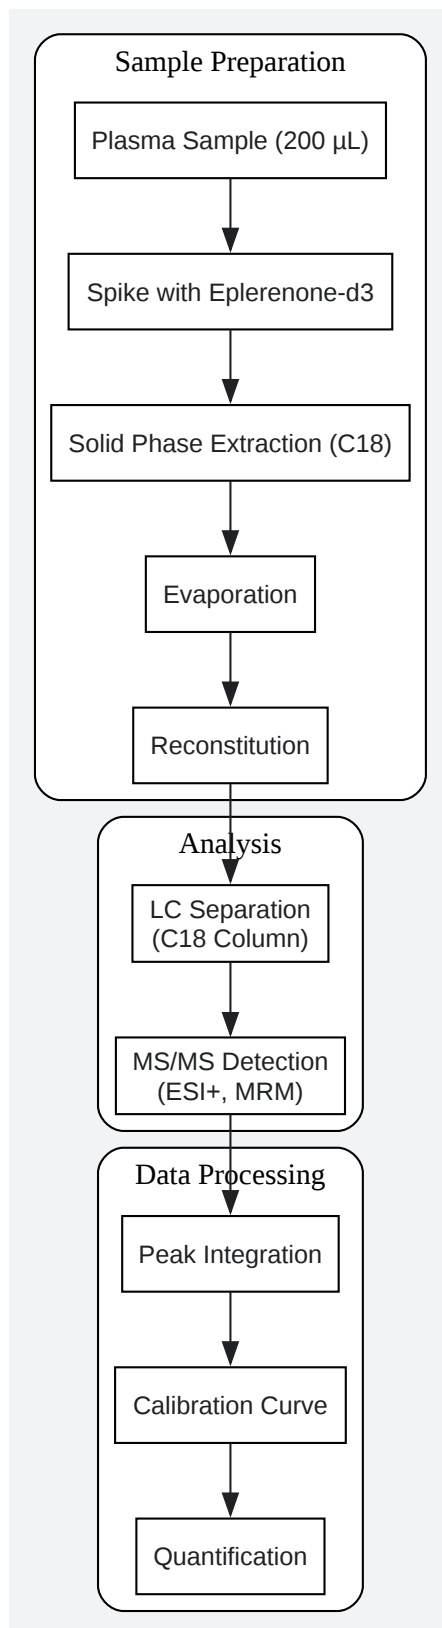 Sample Preparation
Plasma Sample (200 µL)
Spike with Eplerenone-d3
Solid Phase Extraction (C18)
Evaporation
Reconstitution
Analysis
LC Separation
(C18 Column)
MS/MS Detection
(ESI+, MRM)
Data Processing
Peak Integration
Calibration Curve
Quantification